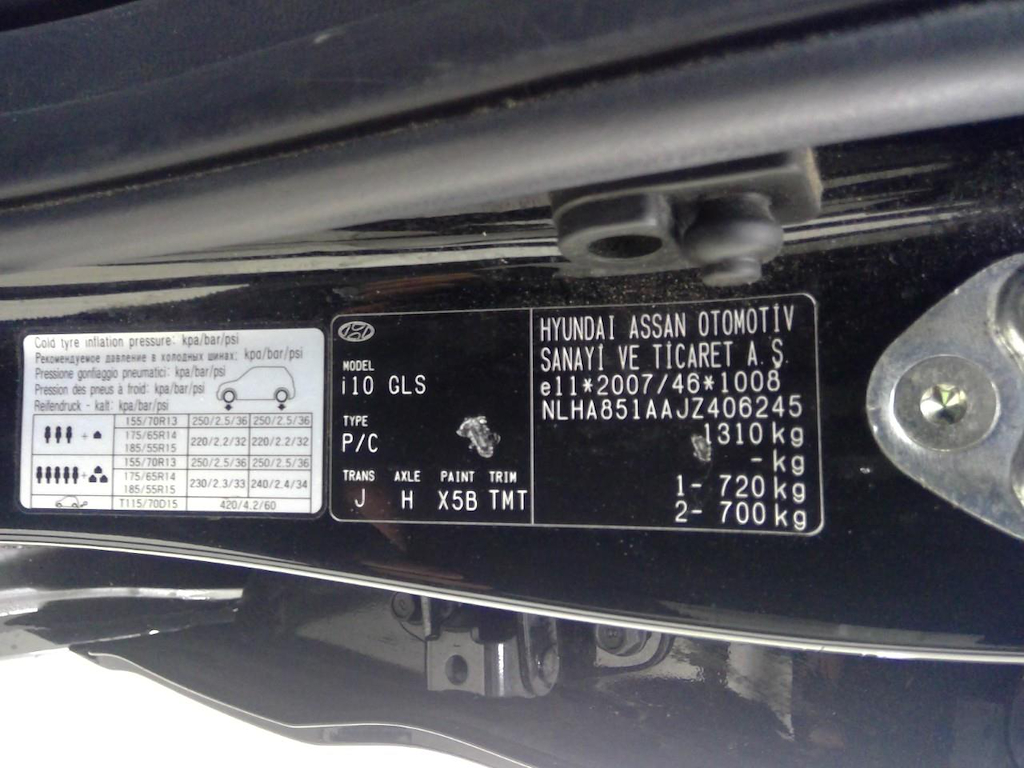 Cold tyre inflation pressure: kpa/bar/psi
Рекомендуемое давление в холодных шинах: kpa/bar/psi
Pressione gonfiaggio pneumatici: kpa/bar/psi
Pression des pneus à froid: kpa/bar/psi
Reifendruck - kalt: kpa/bar/psi
155/70R13 250/2.5/36 250/2.5/36
175/65R14
185/55R15 220/2.2/32 220/2.2/32
155/70R13 250/2.5/36 250/2.5/36
175/65R14
185/55R15 230/2.3/33 240/2.4/34
T115/70D15 420/4.2/60
MODEL
i10 GLS
TYPE
P/C
TRANS AXLE PAINT TRIM
J H X5B TMT
HYUNDAI ASSAN OTOMOTİV
SANAYİ VE TİCARET A.Ş.
e11*2007/46*1008
NLHA851AAJZ406245
1310 kg
- kg
1- 720 kg
2- 700 kg